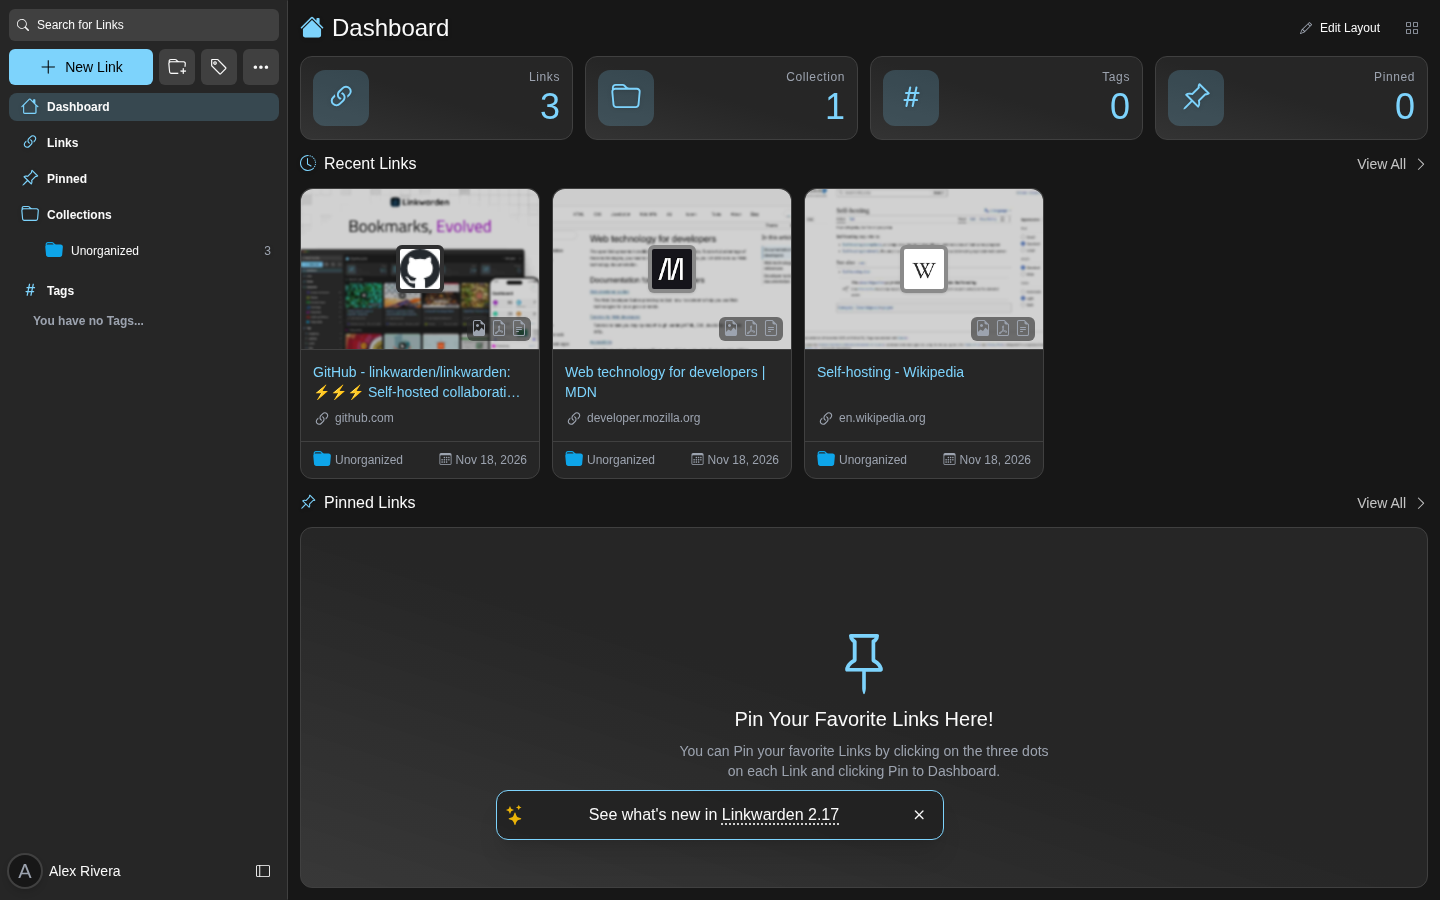 Search for Links
New Link
Dashboard
Links
Pinned
Collections
Unorganized 3
# Tags
You have no Tags...
Alex Rivera
A
Dashboard
Edit Layout
Links
3
Collection
1
# Tags
0
Pinned
0
Recent Links
View All
Linkwarden
Bookmarks, Evolved
GitHub - linkwarden/linkwarden:
⚡⚡⚡ Self-hosted collaborati…
github.com
Unorganized Nov 18, 2026
Web technology for developers
Web technology for developers |
MDN
developer.mozilla.org
Unorganized Nov 18, 2026
Self-hosting
W
Self-hosting - Wikipedia
en.wikipedia.org
Unorganized Nov 18, 2026
Pinned Links
View All
Pin Your Favorite Links Here!
You can Pin your favorite Links by clicking on the three dots
on each Link and clicking Pin to Dashboard.
See what's new in Linkwarden 2.17